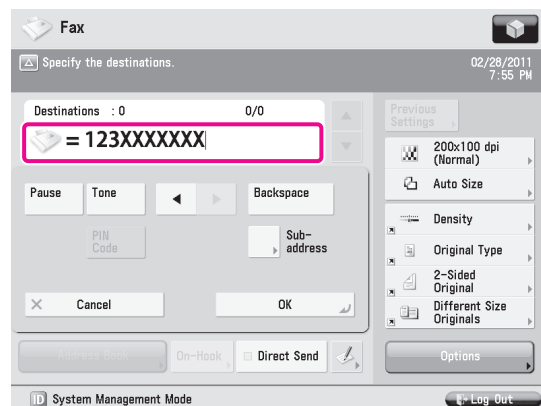 Fax
Specify the destinations.
02/28/2011
7:55 PM
Destinations : 0 0/0
= 123XXXXXXX
Previous
Settings
200x100 dpi
(Normal)
Auto Size
Pause Tone Backspace
Density
PIN
Code
Sub-
address
Original Type
2-Sided
Original
Cancel OK
Different Size
Originals
Address Book On-Hook Direct Send
Options
ID System Management Mode
Log Out